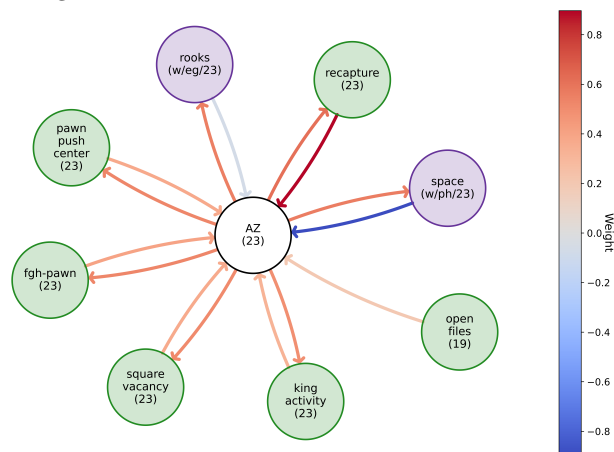 rooks
(w/eg/23)
recapture
(23)
pawn
push
center
(23)
space
(w/ph/23)
AZ
(23)
fgh-pawn
(23)
open
files
(19)
square
vacancy
(23)
king
activity
(23)
0.8
0.6
0.4
0.2
0.0
−0.2
−0.4
−0.6
−0.8
Weight